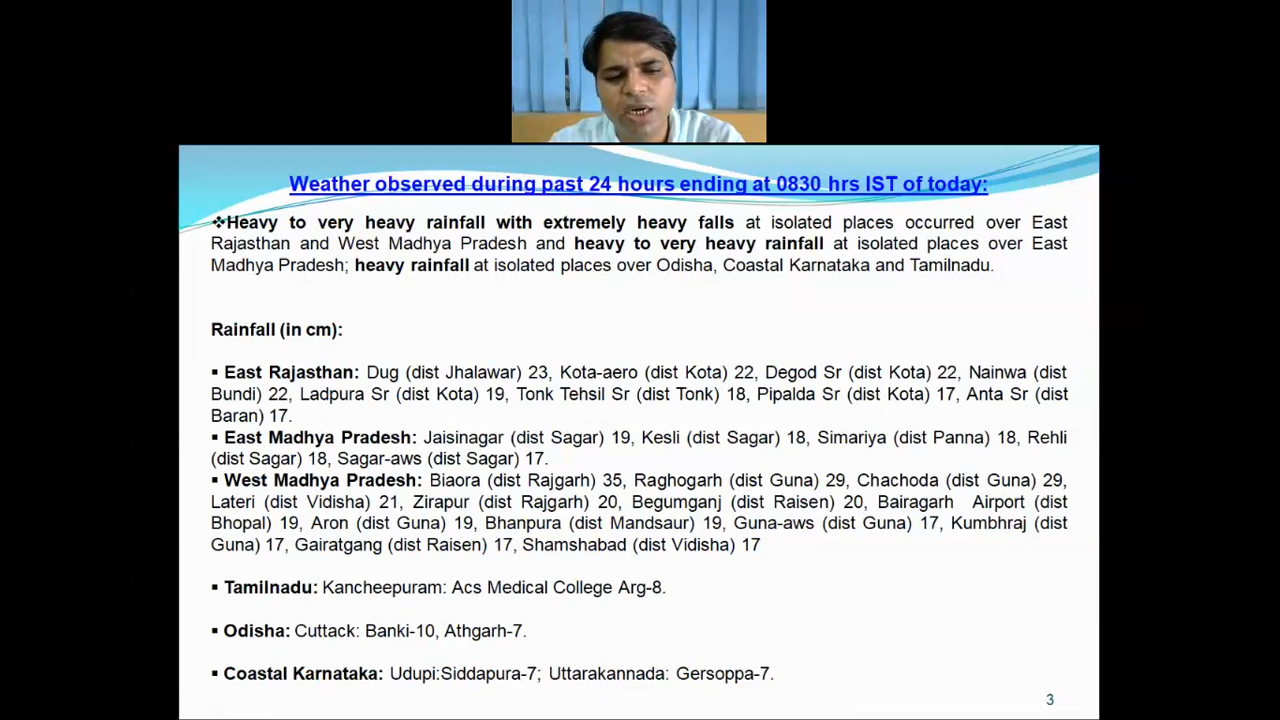 Weather observed during past 24 hours ending at 0830 hrs IST of today:
❖Heavy to very heavy rainfall with extremely heavy falls at isolated places occurred over East
Rajasthan and West Madhya Pradesh and heavy to very heavy rainfall at isolated places over East
Madhya Pradesh; heavy rainfall at isolated places over Odisha, Coastal Karnataka and Tamilnadu.
Rainfall (in cm):
▪ East Rajasthan: Dug (dist Jhalawar) 23, Kota-aero (dist Kota) 22, Degod Sr (dist Kota) 22, Nainwa (dist
Bundi) 22, Ladpura Sr (dist Kota) 19, Tonk Tehsil Sr (dist Tonk) 18, Pipalda Sr (dist Kota) 17, Anta Sr (dist
Baran) 17.
▪ East Madhya Pradesh: Jaisinagar (dist Sagar) 19, Kesli (dist Sagar) 18, Simariya (dist Panna) 18, Rehli
(dist Sagar) 18, Sagar-aws (dist Sagar) 17.
▪ West Madhya Pradesh: Biaora (dist Rajgarh) 35, Raghogarh (dist Guna) 29, Chachoda (dist Guna) 29,
Lateri (dist Vidisha) 21, Zirapur (dist Rajgarh) 20, Begumganj (dist Raisen) 20, Bairagarh Airport (dist
Bhopal) 19, Aron (dist Guna) 19, Bhanpura (dist Mandsaur) 19, Guna-aws (dist Guna) 17, Kumbhraj (dist
Guna) 17, Gairatgang (dist Raisen) 17, Shamshabad (dist Vidisha) 17
▪ Tamilnadu: Kancheepuram: Acs Medical College Arg-8.
▪ Odisha: Cuttack: Banki-10, Athgarh-7.
▪ Coastal Karnataka: Udupi:Siddapura-7; Uttarakannada: Gersoppa-7.
3